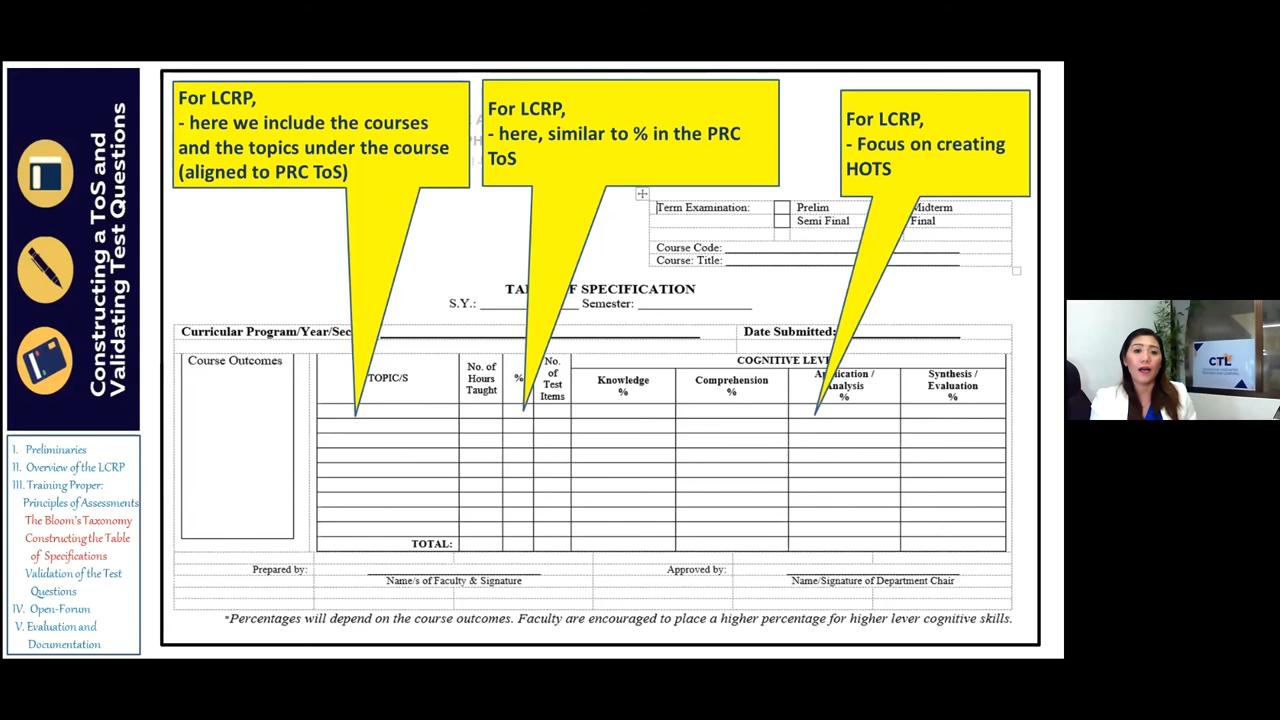 Constructing a ToS and
Validating Test Questions
I. Preliminaries
II. Overview of the LCRP
III. Training Proper:
Principles of Assessments
The Bloom's Taxonomy
Constructing the Table
of Specifications
Validation of the Test
Questions
IV. Open-Forum
V. Evaluation and
Documentation
For LCRP,
- here we include the courses
and the topics under the course
(aligned to PRC ToS)
For LCRP,
- here, similar to % in the PRC
ToS
For LCRP,
- Focus on creating
HOTS
Term Examination: Prelim Midterm
Semi Final Final
Course Code:
Course: Title:
SPECIFICATION
S.Y.: Semester:
Curricular Program/Year/Sec Date Submitted:
Course Outcomes
TOPIC/S
No. of
Hours
Taught
%
No.
of
Test
Items
COGNITIVE
Knowledge
%
Comprehension
%
Application /
Analysis
%
Synthesis /
Evaluation
%
TOTAL:
Prepared by: Approved by:
Name/s of Faculty & Signature Name/Signature of Department Chair
*Percentages will depend on the course outcomes. Faculty are encouraged to place a higher percentage for higher level cognitive skills.
CTL